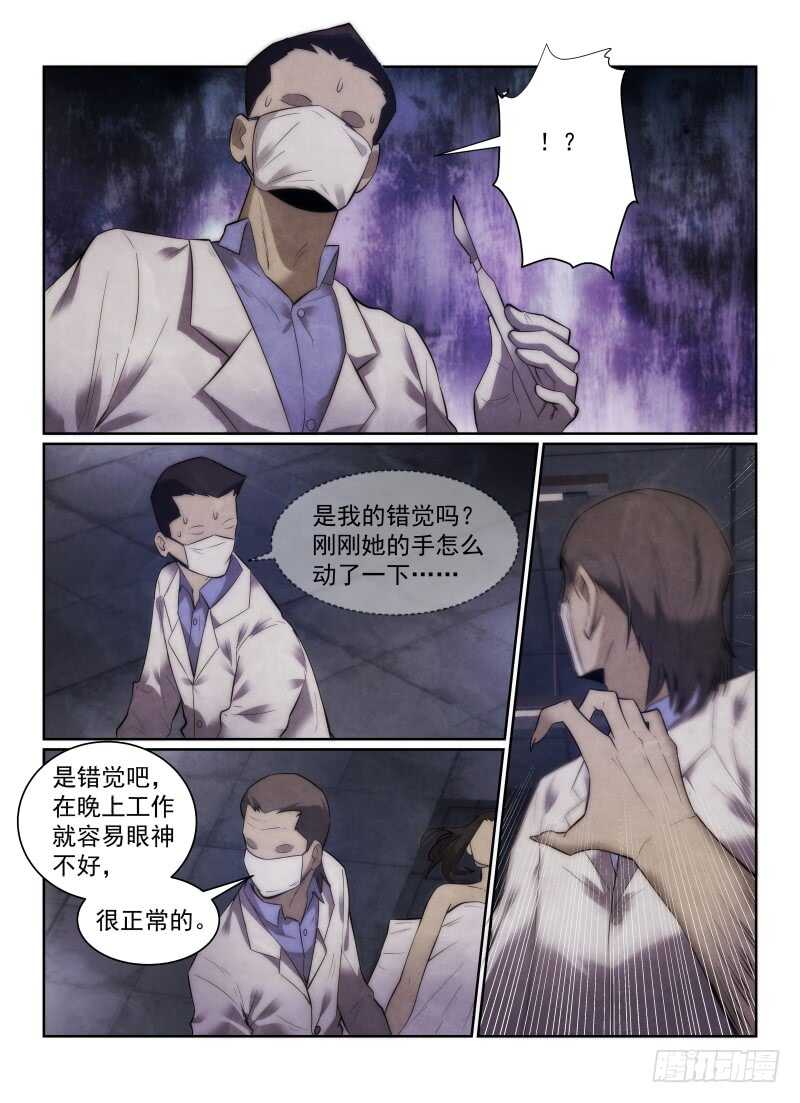 ！？
是我的错觉吗？
刚刚她的手怎么
动了一下……
是错觉吧，
在晚上工作
就容易眼神
不好，
很正常的。
腾讯动漫